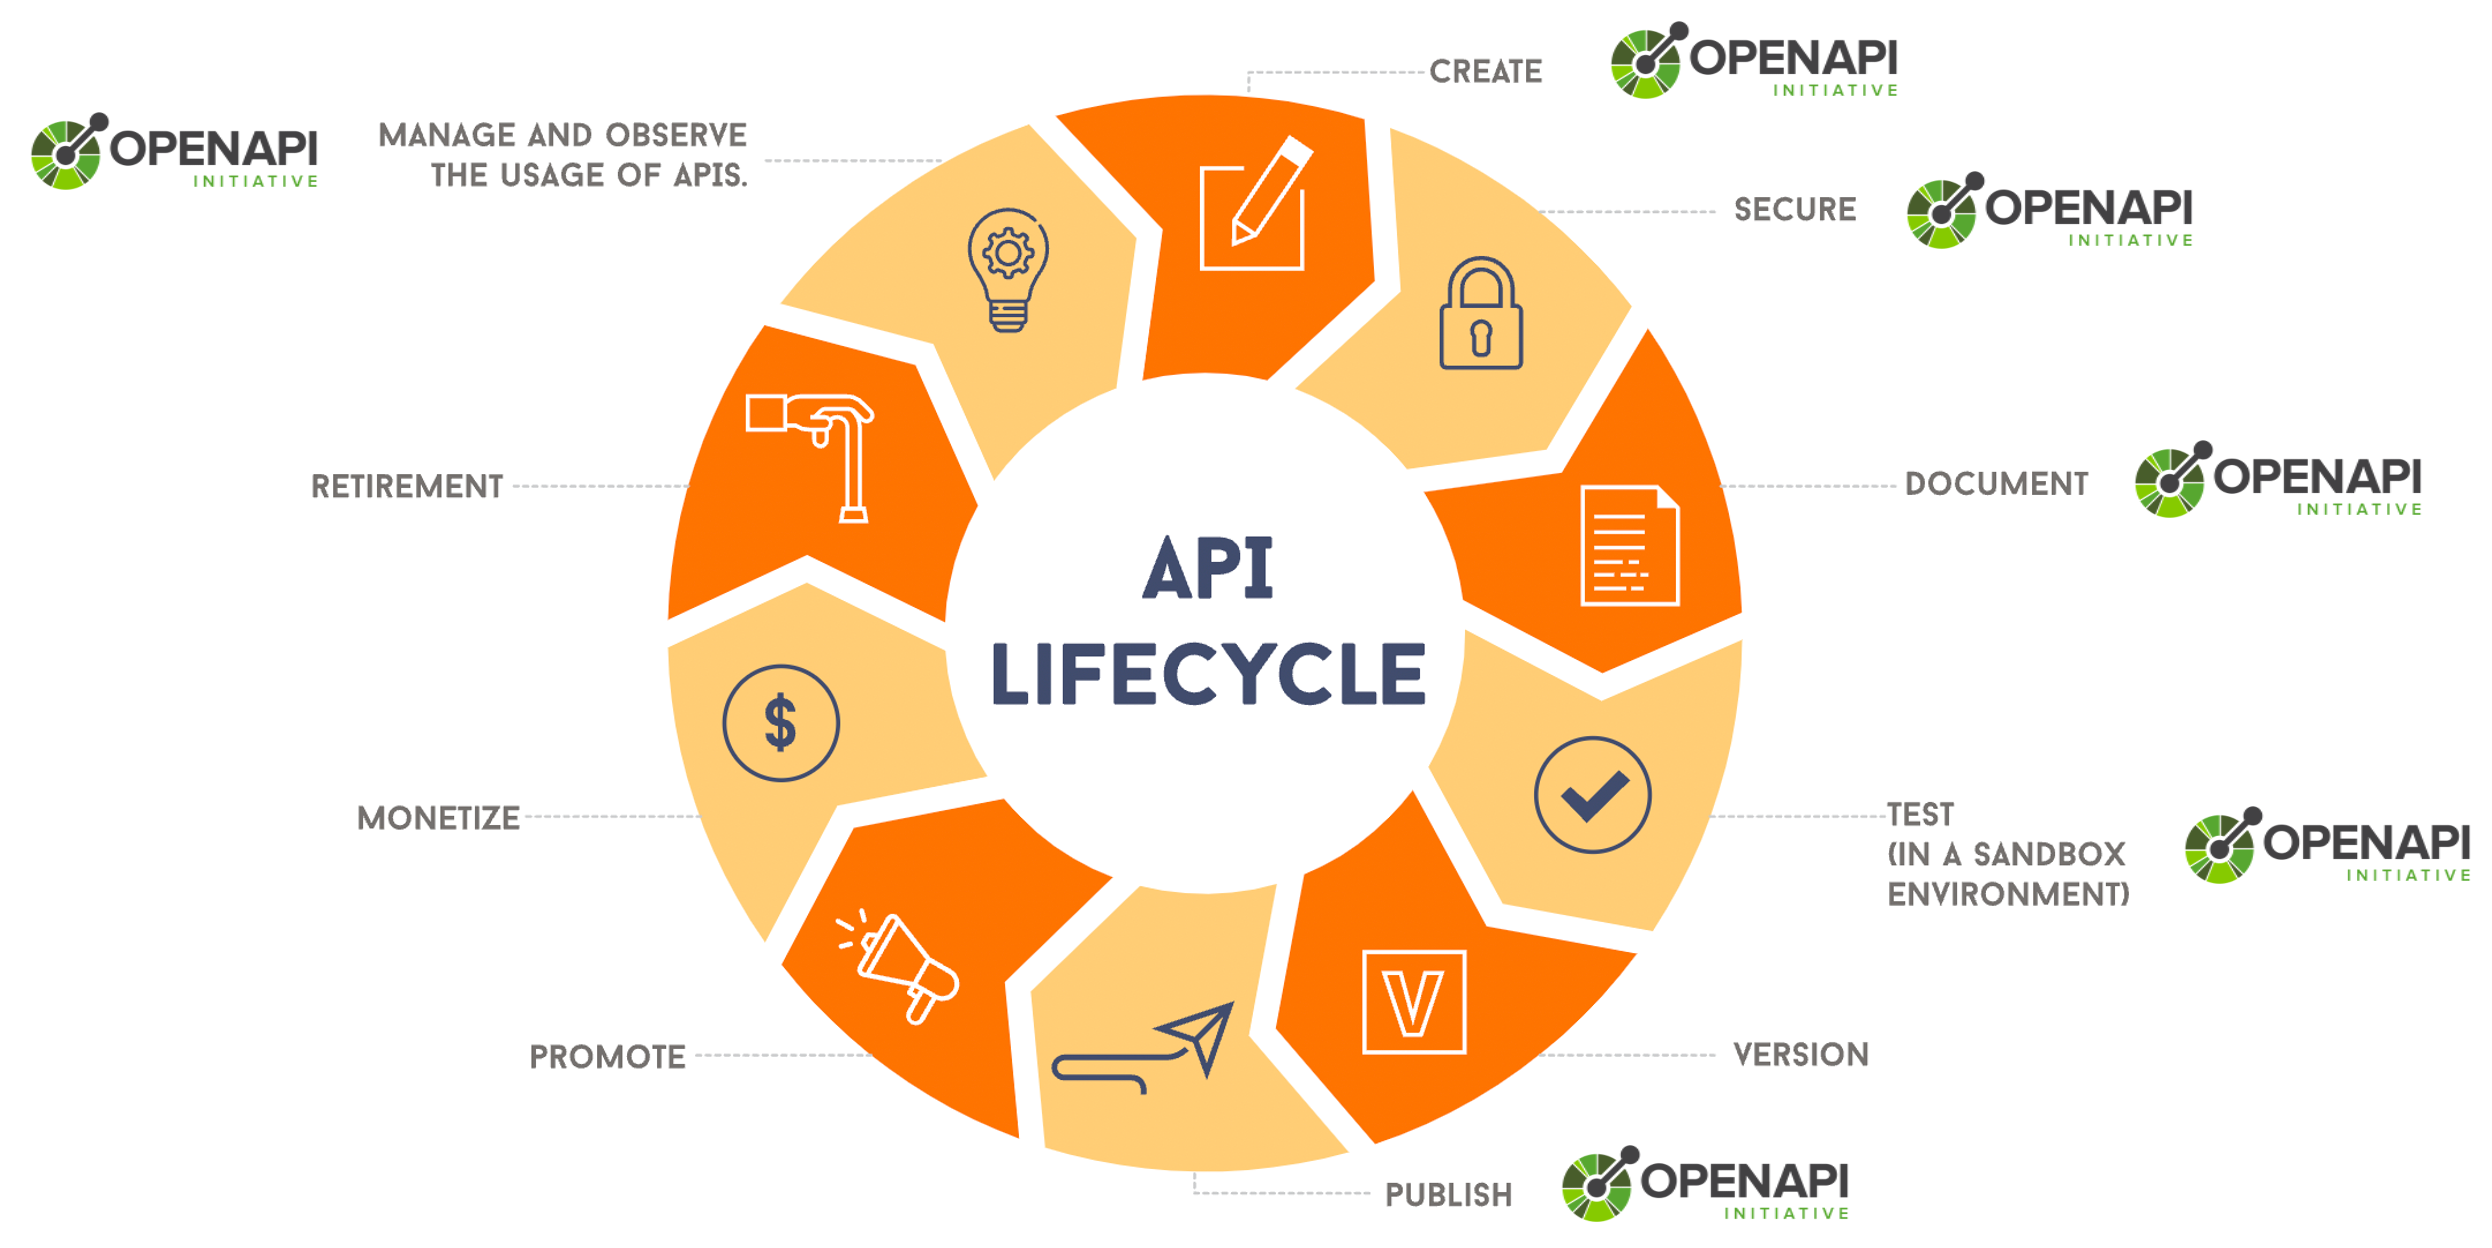 CREATE
OPENAPI
INITIATIVE
SECURE
OPENAPI
INITIATIVE
DOCUMENT
OPENAPI
INITIATIVE
TEST
(IN A SANDBOX
ENVIRONMENT)
OPENAPI
INITIATIVE
V
VERSION
PUBLISH
OPENAPI
INITIATIVE
PROMOTE
$
MONETIZE
RETIREMENT
OPENAPI
INITIATIVE
MANAGE AND OBSERVE
THE USAGE OF APIS.
API
LIFECYCLE